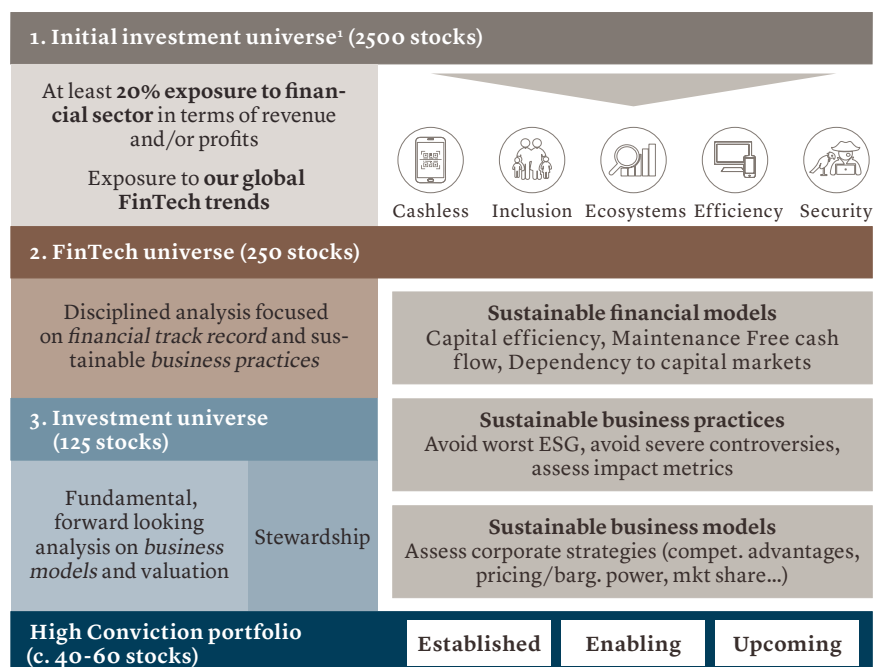 1. Initial investment universe¹ (2500 stocks)
At least 20% exposure to finan-
cial sector in terms of revenue
and/or profits
Exposure to our global
FinTech trends
Cashless
Inclusion
Ecosystems
Efficiency
Security
2. FinTech universe (250 stocks)
Disciplined analysis focused
on financial track record and sus-
tainable business practices
Sustainable financial models
Capital efficiency, Maintenance Free cash
flow, Dependency to capital markets
3. Investment universe
(125 stocks)
Sustainable business practices
Avoid worst ESG, avoid severe controversies,
assess impact metrics
Fundamental,
forward looking
analysis on business
models and valuation
Stewardship
Sustainable business models
Assess corporate strategies (compet. advantages,
pricing/barg. power, mkt share...)
High Conviction portfolio
(c. 40-60 stocks)
Established
Enabling
Upcoming